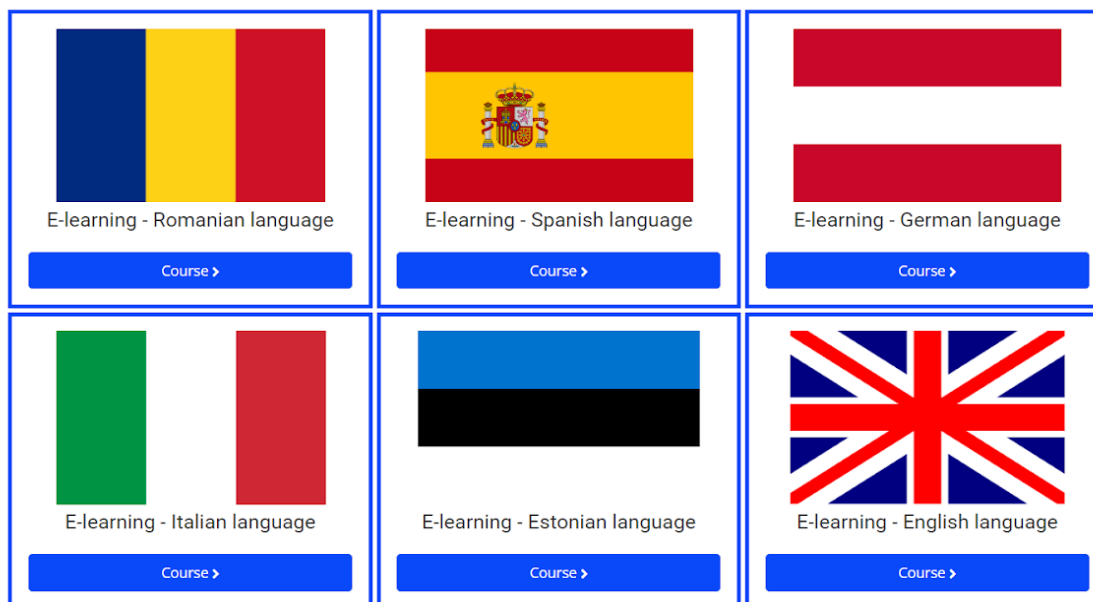 E-learning - Romanian language
Course
E-learning - Spanish language
Course
E-learning - German language
Course
E-learning - Italian language
Course
E-learning - Estonian language
Course
E-learning - English language
Course